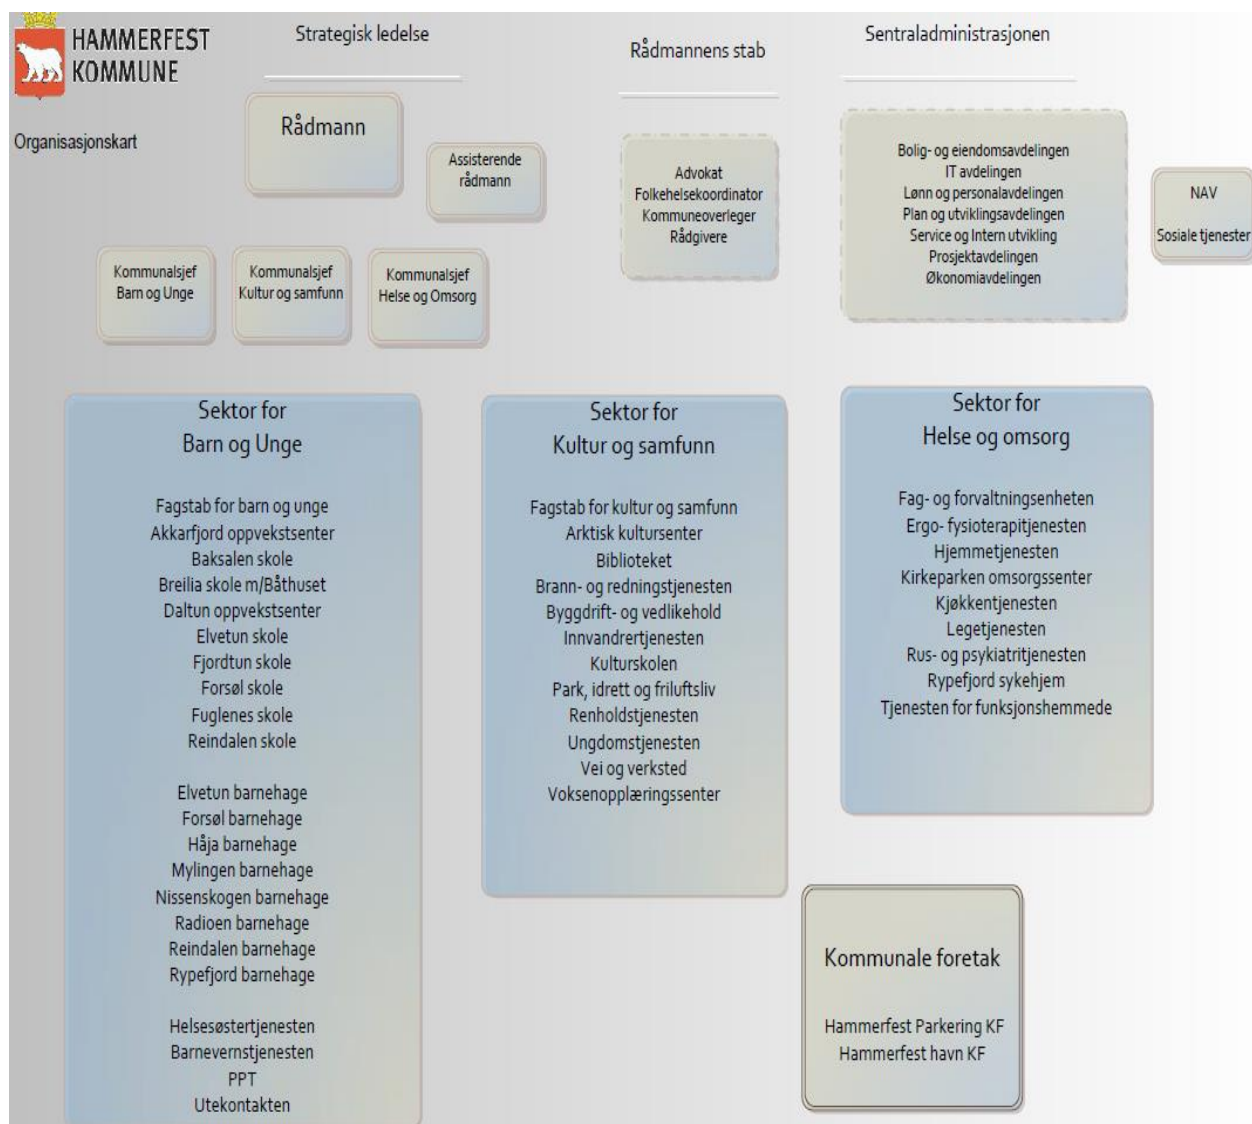 HAMMERFEST
KOMMUNE
Organisasjonskart
Strategisk ledelse
Rådmann
Assisterende
rådmann
Kommunalsjef
Barn og Unge
Kommunalsjef
Kultur og samfunn
Kommunalsjef
Helse og Omsorg
Rådmannens stab
Advokat
Folkehelsekoordinator
Kommuneoverleger
Rådgivere
Sentraladministrasjonen
Bolig- og eiendomsavdelingen
IT avdelingen
Lønn og personalavdelingen
Plan og utviklingsavdelingen
Service og Intern utvikling
Prosjektavdelingen
Økonomiavdelingen
NAV
Sosiale tjenester
Sektor for
Barn og Unge
Fagstab for barn og unge
Akkarfjord oppvekstsenter
Baksalen skole
Breilia skole m/Båthuset
Daltun oppvekstsenter
Elvetun skole
Fjordtun skole
Forsøl skole
Fuglenes skole
Reindalen skole
Elvetun barnehage
Forsøl barnehage
Håja barnehage
Mylingen barnehage
Nissenskogen barnehage
Radioen barnehage
Reindalen barnehage
Rypefjord barnehage
Helsesøstertjenesten
Barnevernstjenesten
PPT
Utekontakten
Sektor for
Kultur og samfunn
Fagstab for kultur og samfunn
Arktisk kultursenter
Biblioteket
Brann- og redningstjenesten
Byggdrift- og vedlikehold
Innvandrertjenesten
Kulturskolen
Park, idrett og friluftsliv
Renholdstjenesten
Ungdomstjenesten
Vei og verksted
Voksenopplæringssenter
Sektor for
Helse og omsorg
Fag- og forvaltningsenheten
Ergo- fysioterapitjenesten
Hjemmetjenesten
Kirkeparken omsorgssenter
Kjøkkentjenesten
Legetjenesten
Rus- og psykiatritjenesten
Rypefjord sykehjem
Tjenesten for funksjonshemmede
Kommunale foretak
Hammerfest Parkering KF
Hammerfest havn KF